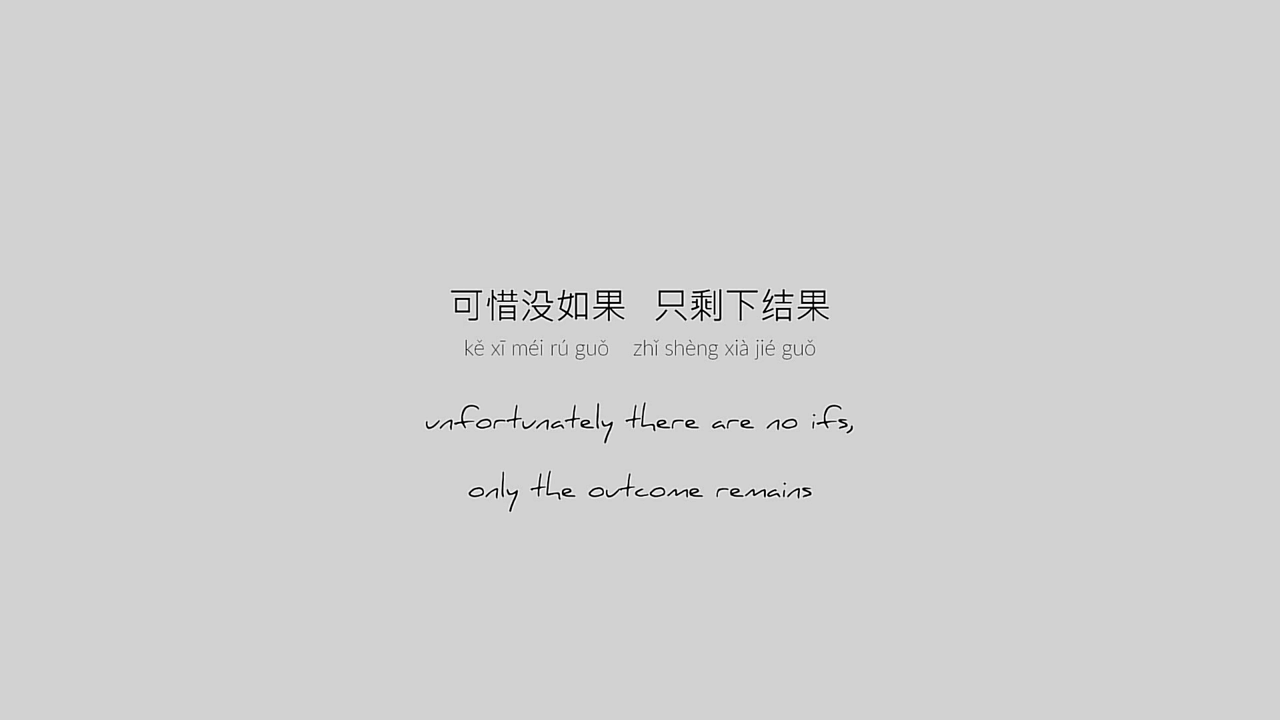 可惜没如果 只剩下结果
kě xī méi rú guǒ zhǐ shèng xià jié guǒ
unfortunately there are no ifs,
only the outcome remains